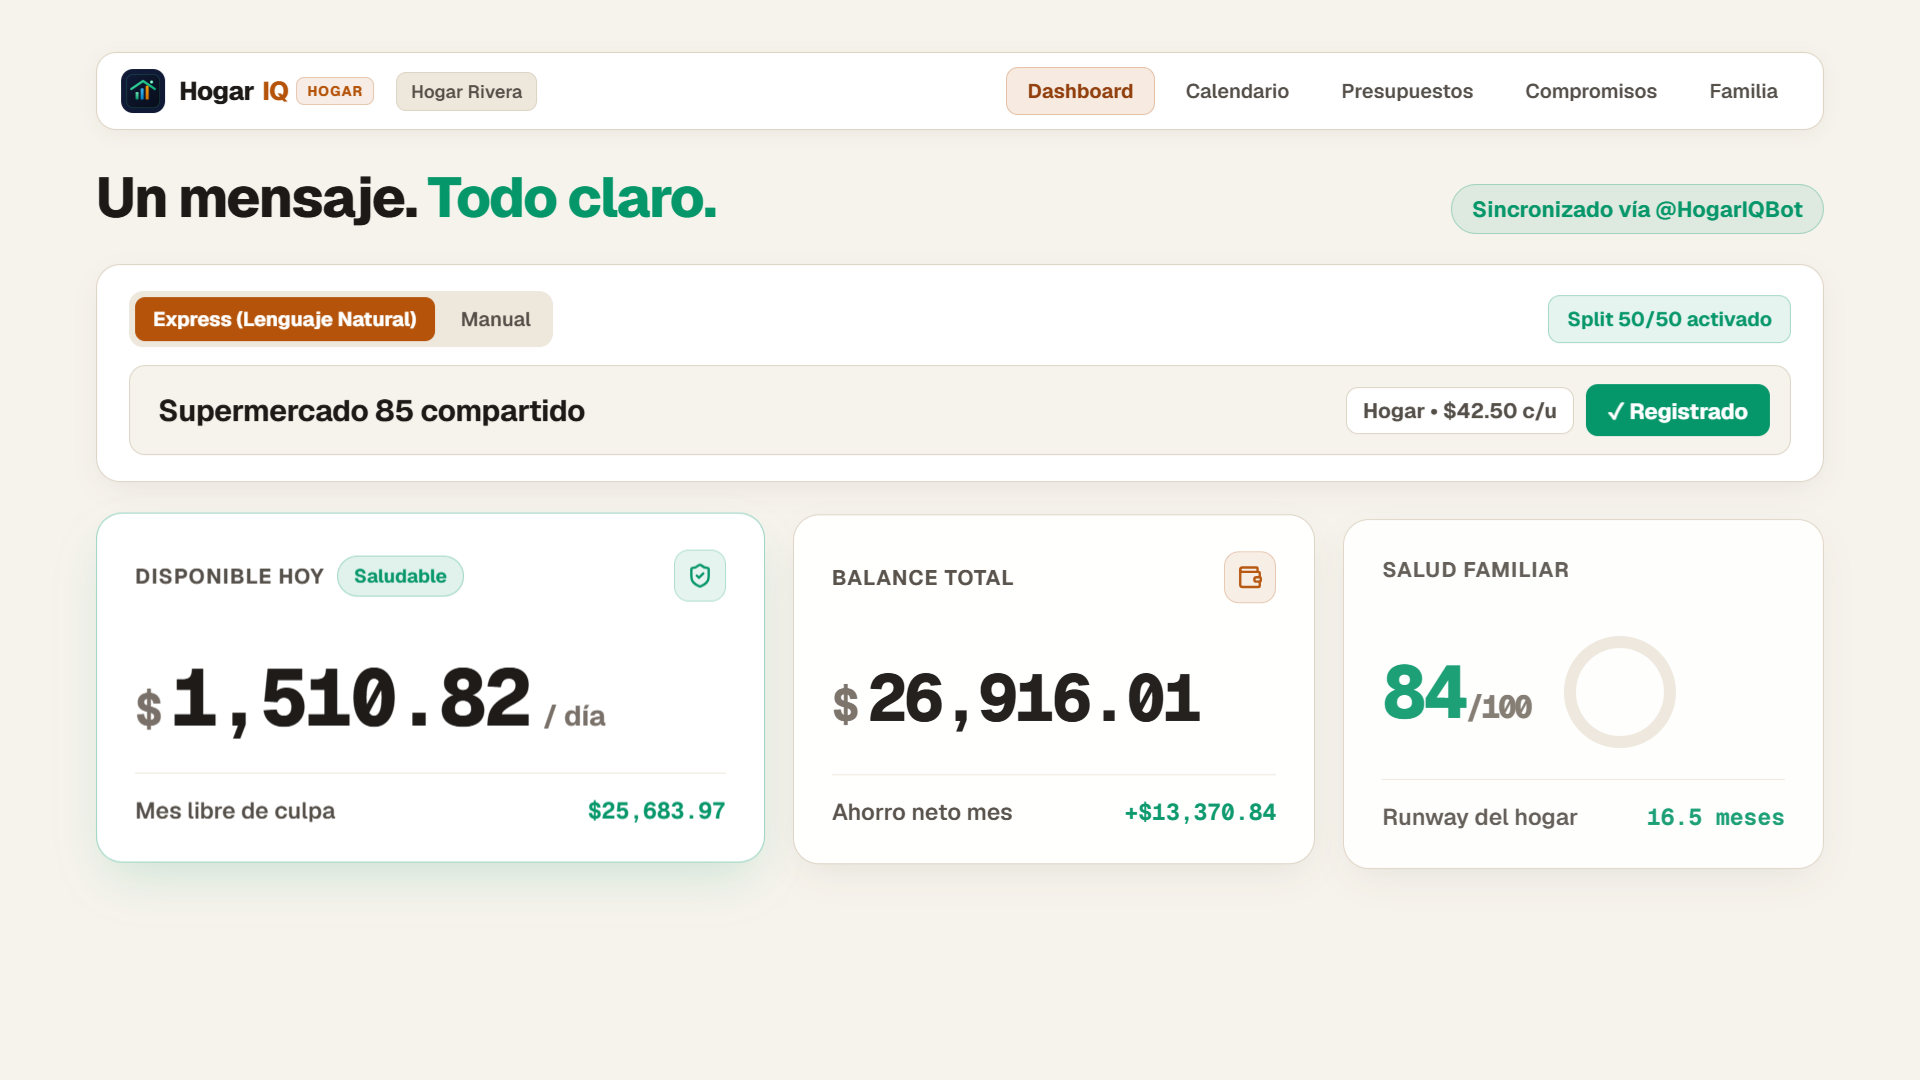 Hogar IQ HOGAR Hogar Rivera Dashboard Calendario Presupuestos Compromisos Familia
Un mensaje. Todo claro.
Sincronizado vía @HogarIQBot
Express (Lenguaje Natural) Manual Split 50/50 activado
Supermercado 85 compartido Hogar • $42.50 c/u ✓ Registrado
DISPONIBLE HOY Saludable
$1,510.82 / día
Mes libre de culpa $25,683.97
BALANCE TOTAL
$26,916.01
Ahorro neto mes +$13,370.84
SALUD FAMILIAR
84/100
Runway del hogar 16.5 meses